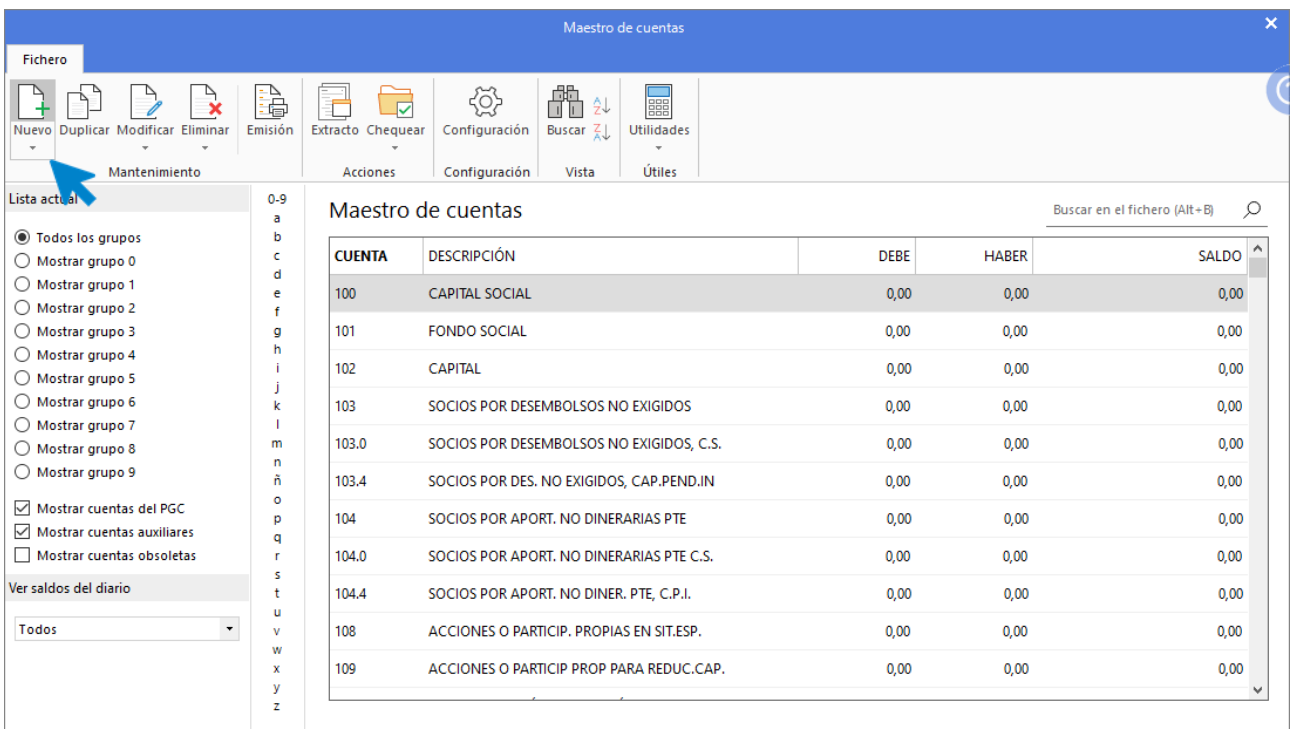 Maestro de cuentas
Fichero
Nuevo Duplicar Modificar Eliminar Emisión Extracto Chequear Configuración Buscar Utilidades
Mantenimiento Acciones Configuración Vista Útiles
Lista actual
Todos los grupos
Mostrar grupo 0
Mostrar grupo 1
Mostrar grupo 2
Mostrar grupo 3
Mostrar grupo 4
Mostrar grupo 5
Mostrar grupo 6
Mostrar grupo 7
Mostrar grupo 8
Mostrar grupo 9
Mostrar cuentas del PGC
Mostrar cuentas auxiliares
Mostrar cuentas obsoletas
Ver saldos del diario
Todos
0-9
a
b
c
d
e
f
g
h
i
j
k
l
m
n
ñ
o
p
q
r
s
t
u
v
w
x
y
z
Maestro de cuentas
Buscar en el fichero (Alt+B)
CUENTA DESCRIPCIÓN DEBE HABER SALDO
100 CAPITAL SOCIAL 0,00 0,00 0,00
101 FONDO SOCIAL 0,00 0,00 0,00
102 CAPITAL 0,00 0,00 0,00
103 SOCIOS POR DESEMBOLSOS NO EXIGIDOS 0,00 0,00 0,00
103.0 SOCIOS POR DESEMBOLSOS NO EXIGIDOS, C.S. 0,00 0,00 0,00
103.4 SOCIOS POR DES. NO EXIGIDOS, CAP.PEND.IN 0,00 0,00 0,00
104 SOCIOS POR APORT. NO DINERARIAS PTE 0,00 0,00 0,00
104.0 SOCIOS POR APORT. NO DINERARIAS PTE C.S. 0,00 0,00 0,00
104.4 SOCIOS POR APORT. NO DINER. PTE, C.P.I. 0,00 0,00 0,00
108 ACCIONES O PARTICIP. PROPIAS EN SIT.ESP. 0,00 0,00 0,00
109 ACCIONES O PARTICIP PROP PARA REDUC.CAP. 0,00 0,00 0,00